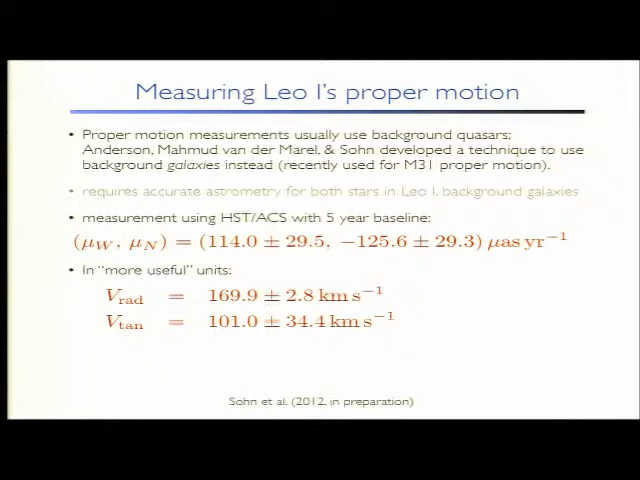 Measuring Leo I's proper motion
• Proper motion measurements usually use background quasars;
Anderson, Mahmud van der Marel, & Sohn developed a technique to use
background galaxies instead (recently used for M31 proper motion).
• requires accurate astrometry for both stars in Leo I, background galaxies
• measurement using HST/ACS with 5 year baseline:
(μ_W, μ_N) = (114.0 ± 29.5, −125.6 ± 29.3) μas yr⁻¹
• In "more useful" units:
V_rad = 169.9 ± 2.8 km s⁻¹
V_tan = 101.0 ± 34.4 km s⁻¹
Sohn et al. (2012, in preparation)